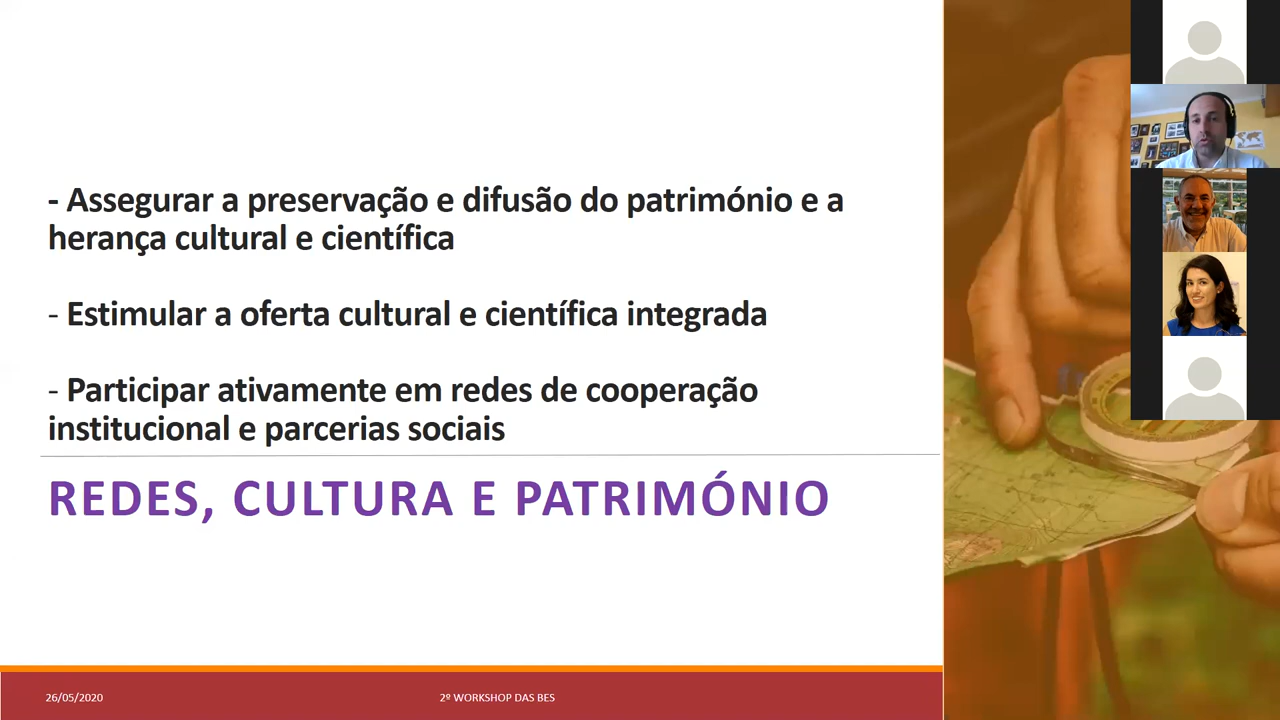 - Assegurar a preservação e difusão do património e a
herança cultural e científica
- Estimular a oferta cultural e científica integrada
- Participar ativamente em redes de cooperação
institucional e parcerias sociais
REDES, CULTURA E PATRIMÓNIO
26/05/2020
2º WORKSHOP DAS BES